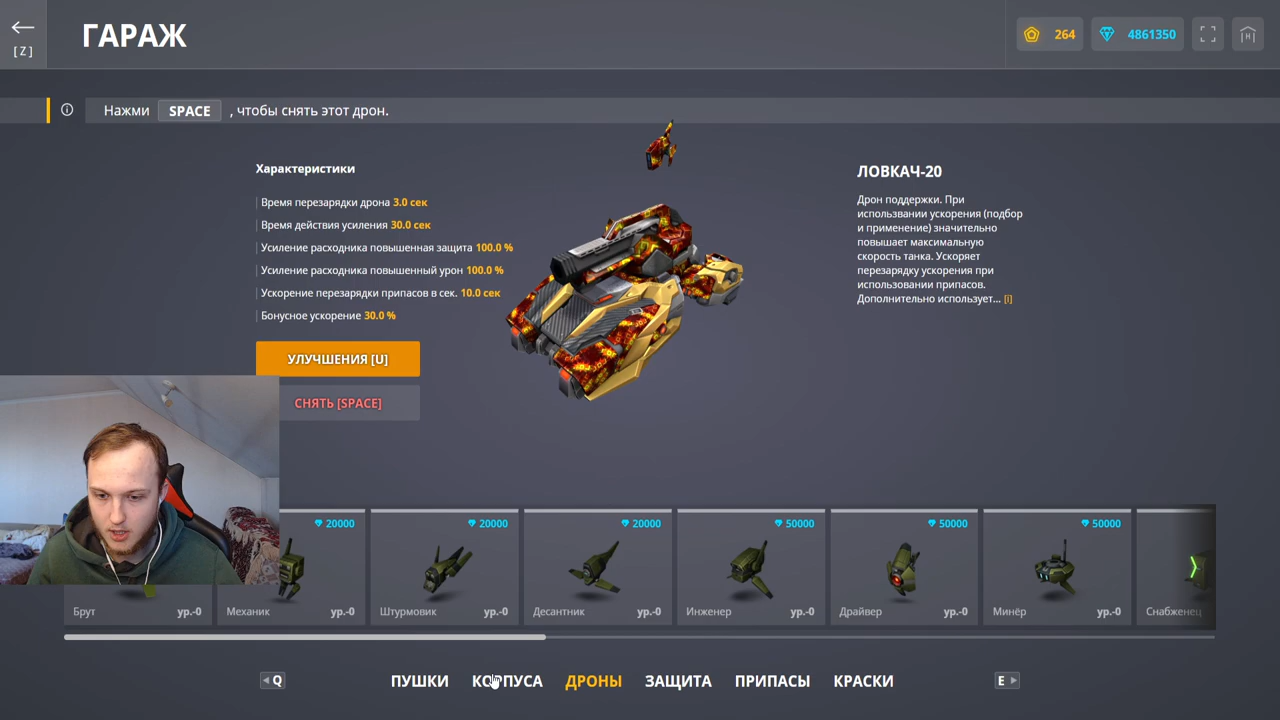 [Z]
ГАРАЖ
264
4861350
Нажми SPACE , чтобы снять этот дрон.
Характеристики
Время перезарядки дрона 3.0 сек
Время действия усиления 30.0 сек
Усиление расходника повышенная защита 100.0 %
Усиление расходника повышенный урон 100.0 %
Ускорение перезарядки припасов в сек. 10.0 сек
Бонусное ускорение 30.0 %
УЛУЧШЕНИЯ [U]
СНЯТЬ [SPACE]
ЛОВКАЧ-20
Дрон поддержки. При
использвании ускорения (подбор
и применение) значительно
повышает максимальную
скорость танка. Ускоряет
перезарядку ускорения при
использовании припасов.
Дополнительно использует... [i]
20000 20000 20000 50000 50000 50000
Брут ур.-0 Механик ур.-0 Штурмовик ур.-0 Десантник ур.-0 Инженер ур.-0 Драйвер ур.-0 Минёр ур.-0 Снабженец
Q ПУШКИ КОРПУСА ДРОНЫ ЗАЩИТА ПРИПАСЫ КРАСКИ E